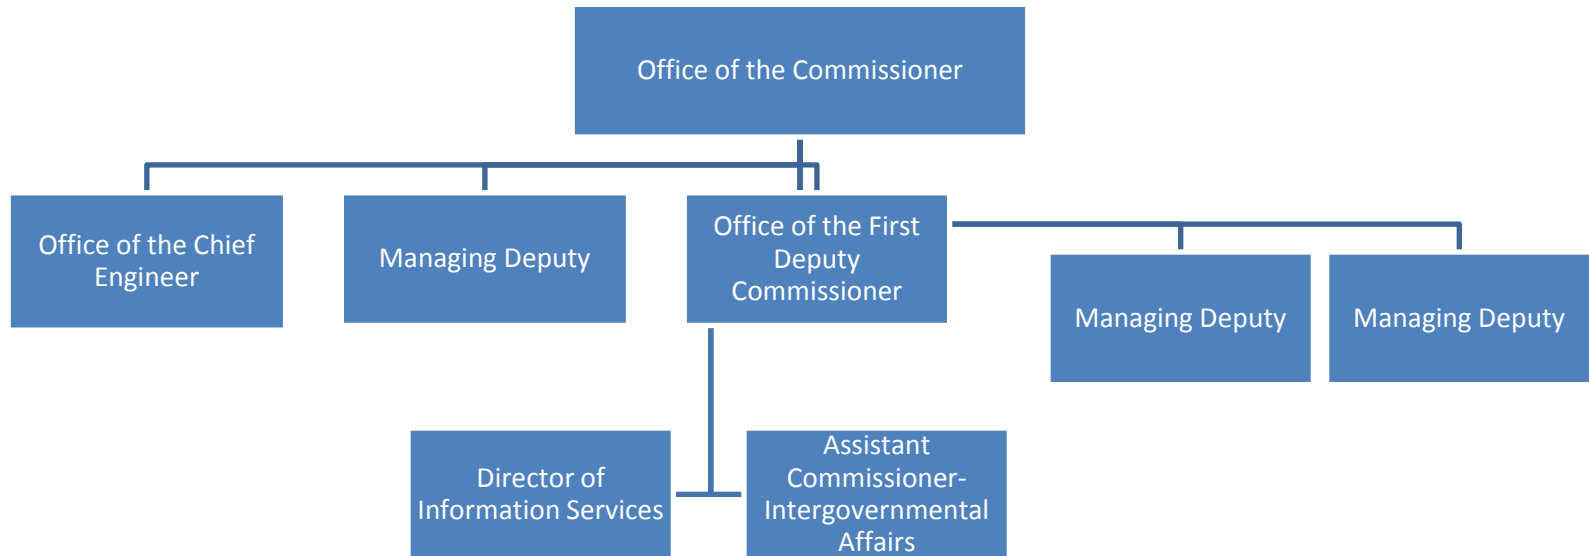 Office of the Commissioner
Office of the Chief
Engineer
Managing Deputy
Office of the First
Deputy
Commissioner
Managing Deputy
Managing Deputy
Director of
Information Services
Assistant
Commissioner-
Intergovernmental
Affairs